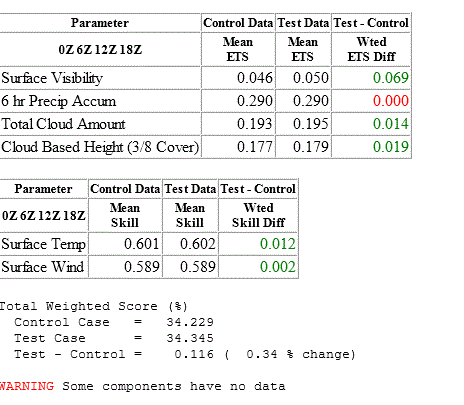 Parameter Control Data Test Data Test - Control
0Z 6Z 12Z 18Z Mean ETS Mean ETS Wted ETS Diff
Surface Visibility 0.046 0.050 0.069
6 hr Precip Accum 0.290 0.290 0.000
Total Cloud Amount 0.193 0.195 0.014
Cloud Based Height (3/8 Cover) 0.177 0.179 0.019
Parameter Control Data Test Data Test - Control
0Z 6Z 12Z 18Z Mean Skill Mean Skill Wted Skill Diff
Surface Temp 0.601 0.602 0.012
Surface Wind 0.589 0.589 0.002
Total Weighted Score (%)
Control Case = 34.229
Test Case = 34.345
Test - Control = 0.116 ( 0.34 % change)
WARNING Some components have no data